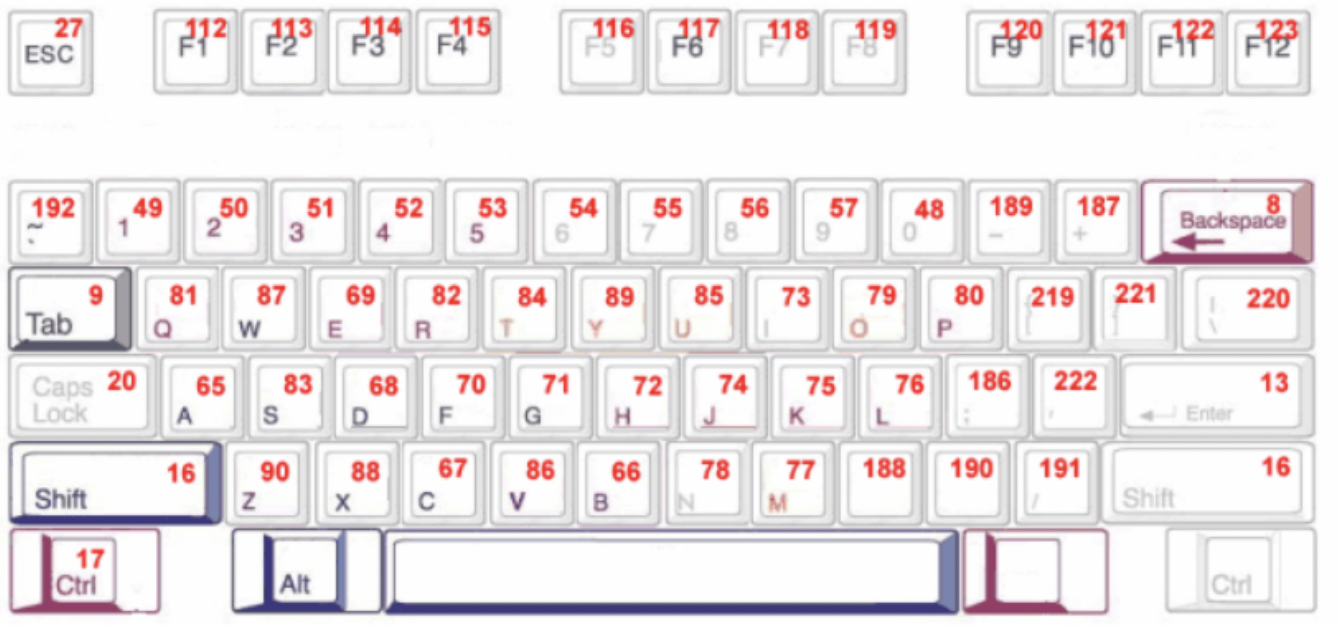 27 112 113 114 115 116 117 118 119 120 121 122 123
ESC F1 F2 F3 F4 F5 F6 F7 F8 F9 F10 F11 F12
192 49 50 51 52 53 54 55 56 57 48 189 187 8
~ 1 2 3 4 5 6 7 8 9 0 - + Backspace
` 
9 81 87 69 82 84 89 85 73 79 80 219 221 220
Tab Q W E R T Y U I O P [ ] | \
Caps 20 65 83 68 70 71 72 74 75 76 186 222 13
Lock A S D F G H J K L ; ' Enter
16 90 88 67 86 66 78 77 188 190 191 16
Shift Z X C V B N M / Shift
17
Ctrl Alt Ctrl